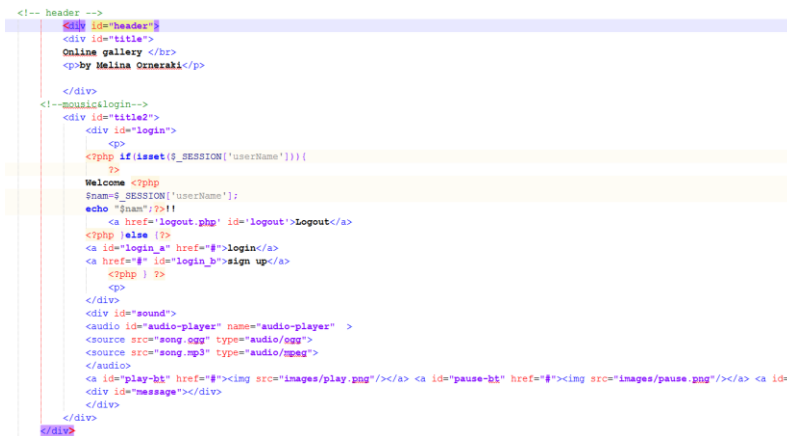 <!-- header -->
<div id="header">
<div id="title">
Online gallery </br>
<p>by Melina Orneraki</p>
</div>
<!--mousic&login-->
<div id="title2">
<div id="login">
<p>
<?php if(isset($_SESSION['userName'])){
?>
Welcome <?php
$nam=$_SESSION['userName'];
echo "$nam";?>!!
<a href='logout.php' id='logout'>Logout</a>
<?php }else {?>
<a id="login_a" href="#">login</a>
<a href="#" id="login_b">sign up</a>
<?php } ?>
<p>
</div>
<div id="sound">
<audio id="audio-player" name="audio-player" >
<source src="song.ogg" type="audio/ogg">
<source src="song.mp3" type="audio/mpeg">
</audio>
<a id="play-bt" href="#"><img src="images/play.png"/></a> <a id="pause-bt" href="#"><img src="images/pause.png"/></a> <a id=
<div id="message"></div>
</div>
</div>
</div>